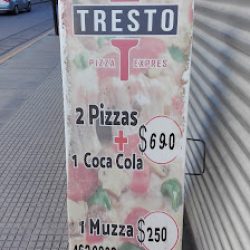 TRESTO
PIZZA EXPRES
2 Pizzas
+
$690
1 Coca Cola
1 Muzza $250